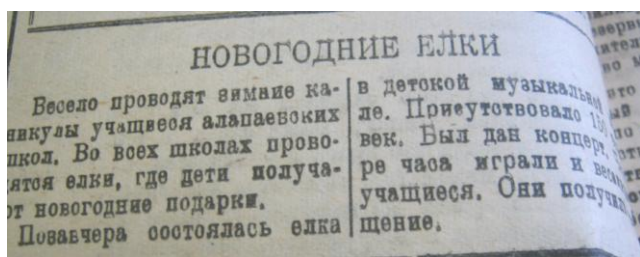 НОВОГОДНИЕ ЕЛКИ
Весело проводят зимние ка-
никулы учащиеся алапаевских
школ. Во всех школах прово-
дятся елки, где дети получа-
ют новогодние подарки.
Позавчера состоялась елка
в детской музыкальной
ле. Присутствовало
век. Был дан концерт.
ре часа играли и
учащиеся. Они получи
щение.